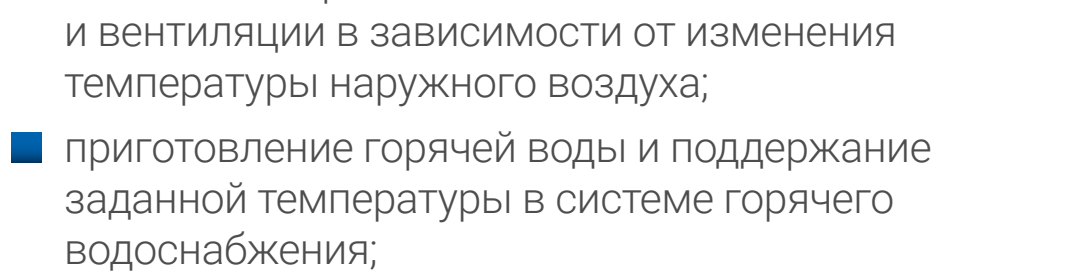 и вентиляции в зависимости от изменения
температуры наружного воздуха;
приготовление горячей воды и поддержание
заданной температуры в системе горячего
водоснабжения;